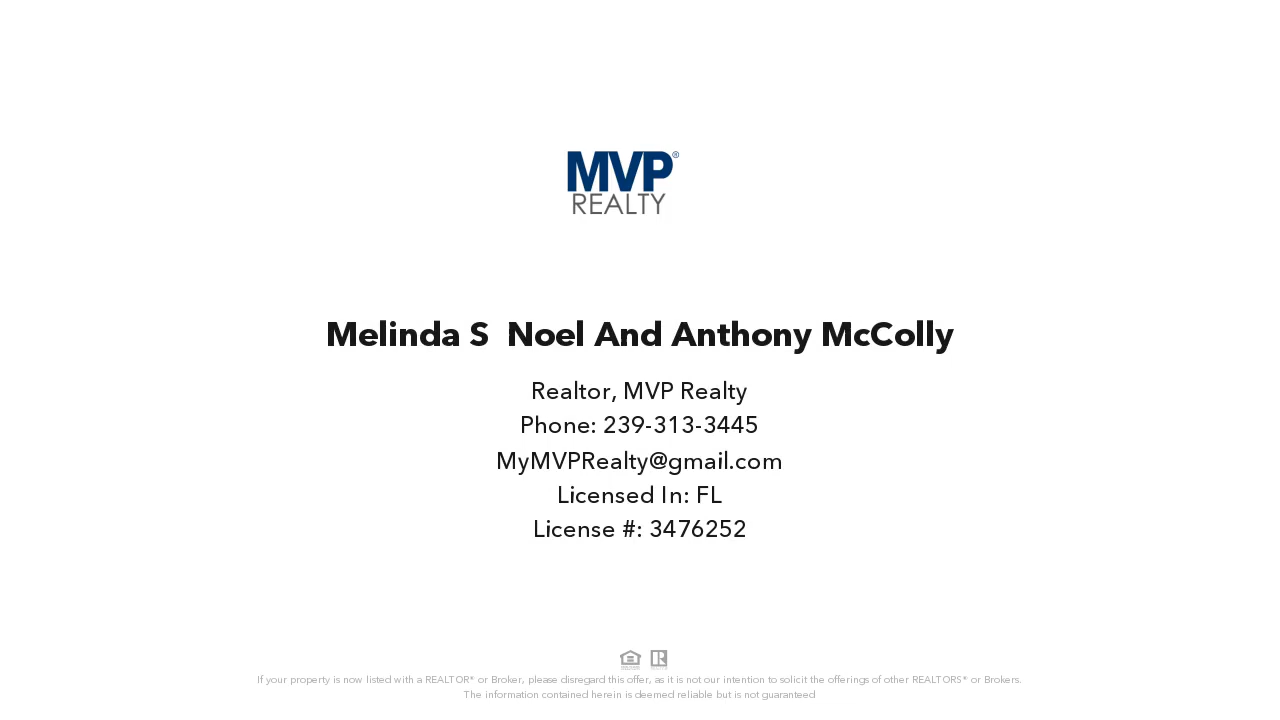 MVP®
REALTY
Melinda S  Noel And Anthony McColly
Realtor, MVP Realty
Phone: 239-313-3445
MyMVPRealty@gmail.com
Licensed In: FL
License #: 3476252
If your property is now listed with a REALTOR® or Broker, please disregard this offer, as it is not our intention to solicit the offerings of other REALTORS® or Brokers.
The information contained herein is deemed reliable but is not guaranteed